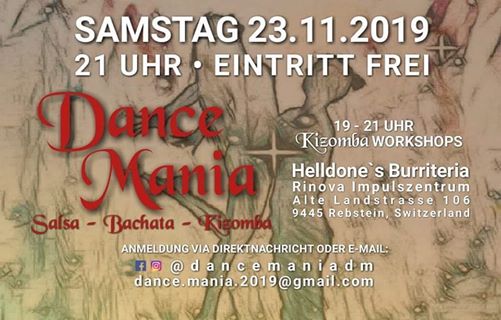 SAMSTAG 23.11.2019
21 UHR • EINTRITT FREI
Dance
Mania
Salsa - Bachata - Kizomba
19 - 21 UHR
Kizomba WORKSHOPS
Helldone`s Burriteria
Rinova Impulszentrum
Alte Landstrasse 106
9445 Rebstein, Switzerland
ANMELDUNG VIA DIREKTNACHRICHT ODER E-MAIL:
@dancemaniadm
dance.mania.2019@gmail.com